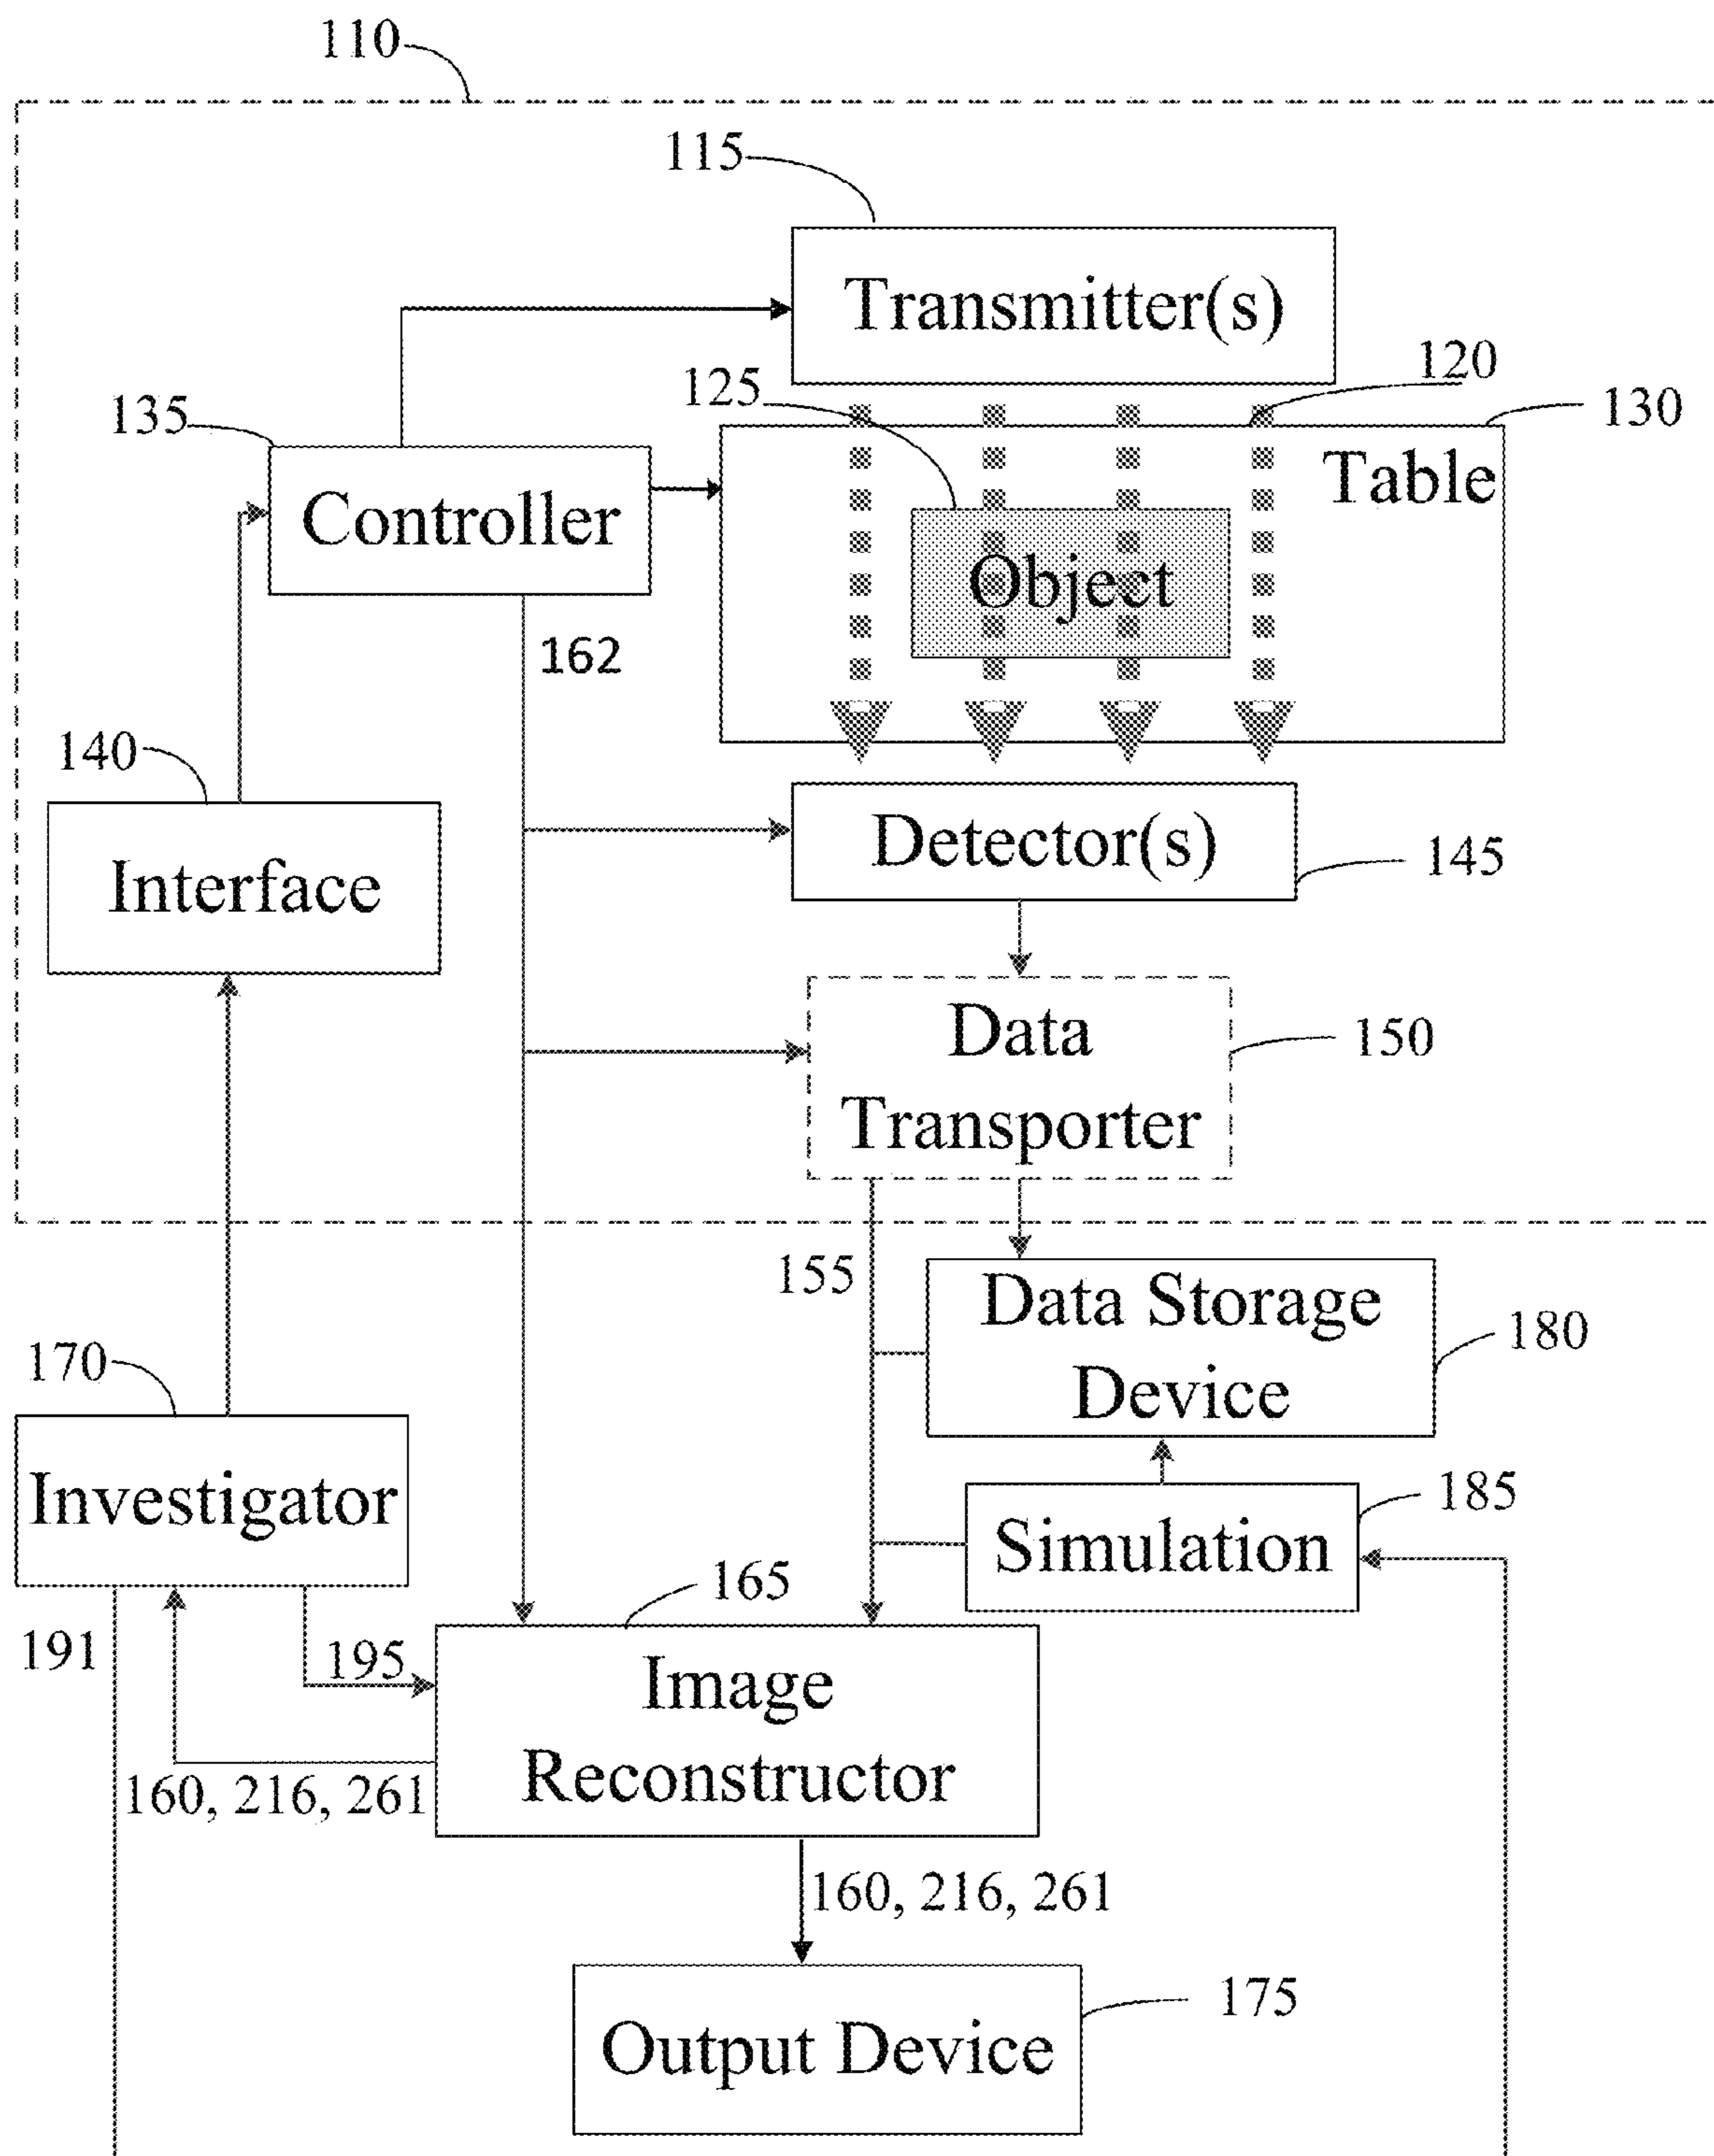 110
115
Transmitter(s)
120
125
130
135
Table
Controller
Object
162
140
Detector(s)
145
Interface
Data
Transporter
150
155
Data Storage
Device
180
170
Investigator
185
Simulation
165
191
195
Image
Reconstructor
160, 216, 261
160, 216, 261
175
Output Device